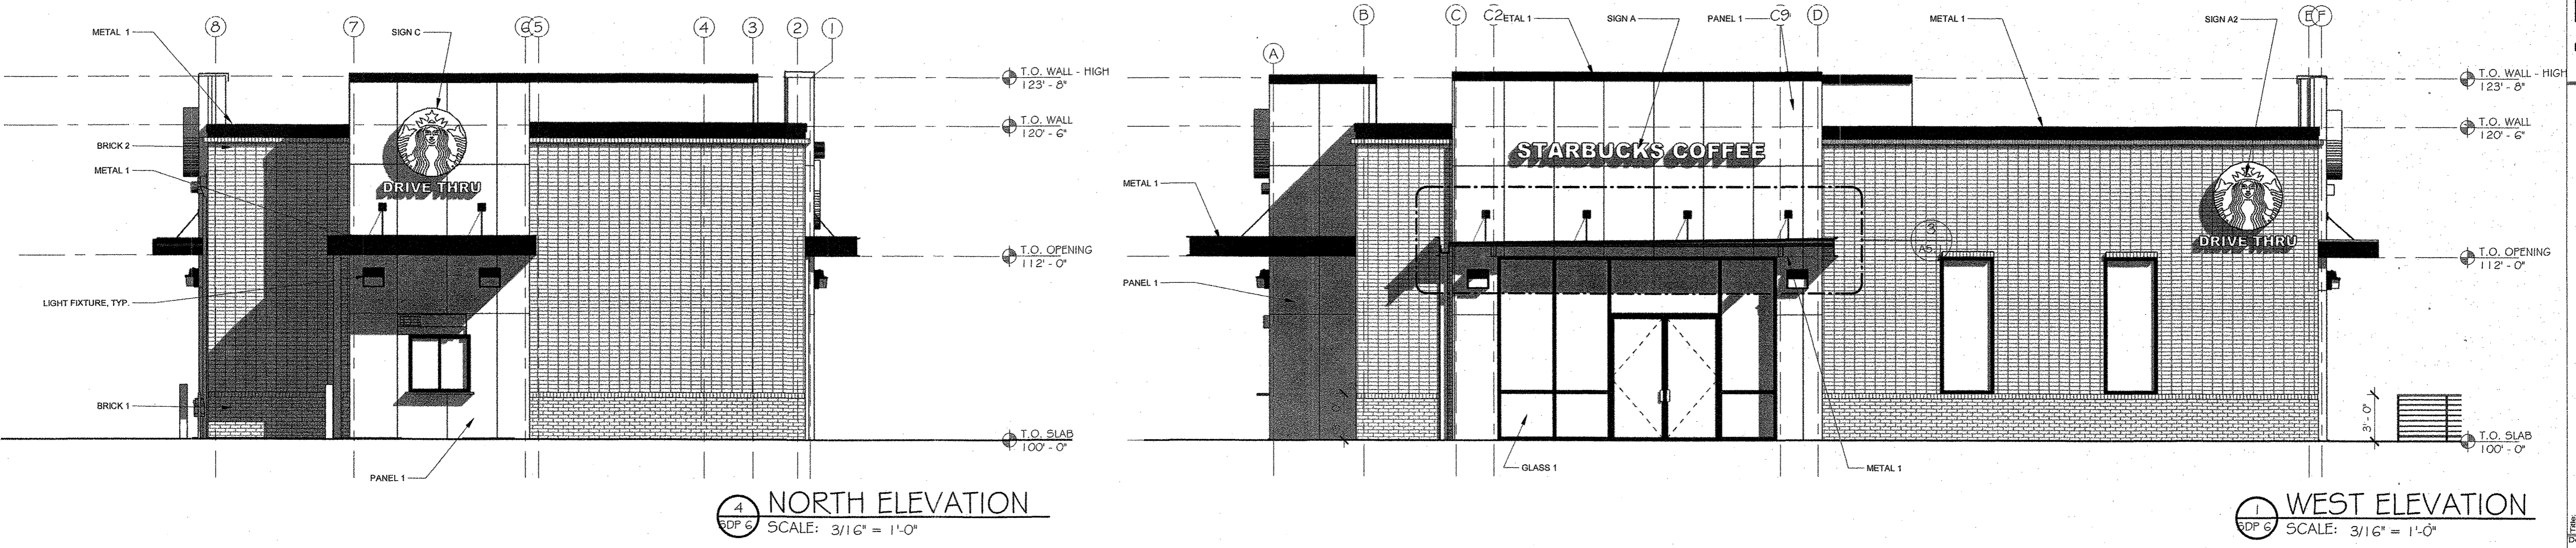 8
7
6
5
4
3
2
1
METAL 1
SIGN C
T.O. WALL - HIGH
123' - 8"
T.O. WALL
120' - 6"
BRICK 2
METAL 1
DRIVE THRU
T.O. OPENING
112' - 0"
LIGHT FIXTURE, TYP.
BRICK 1
T.O. SLAB
100' - 0"
PANEL 1
4
SDP 6
NORTH ELEVATION
SCALE: 3/16" = 1'-0"
A
B
C
C2
ETAL 1
SIGN A
PANEL 1
C9
D
METAL 1
SIGN A2
E
F
T.O. WALL - HIGH
123' - 8"
T.O. WALL
120' - 6"
STARBUCKS COFFEE
METAL 1
DRIVE THRU
3
A5
T.O. OPENING
112' - 0"
PANEL 1
3' - 0"
T.O. SLAB
100' - 0"
GLASS 1
METAL 1
1
SDP 6
WEST ELEVATION
SCALE: 3/16" = 1'-0"